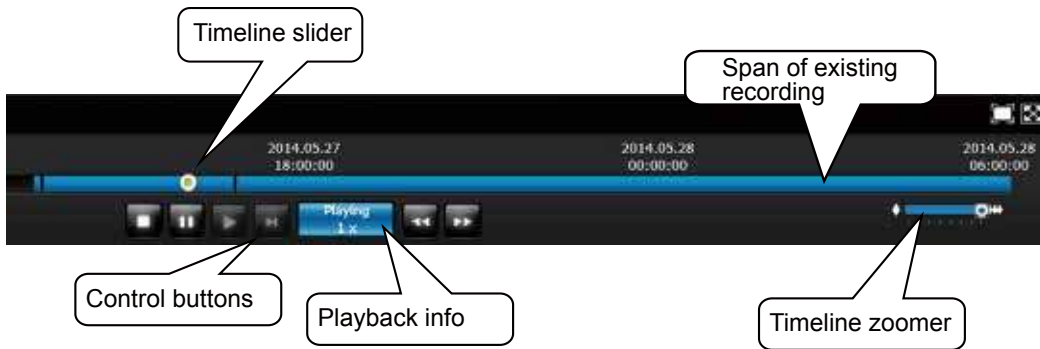 Timeline slider
Span of existing
recording
2014.05.27
18:00:00
2014.05.28
00:00:00
2014.05.28
06:00:00
Playing
1 x
Control buttons
Playback info
Timeline zoomer